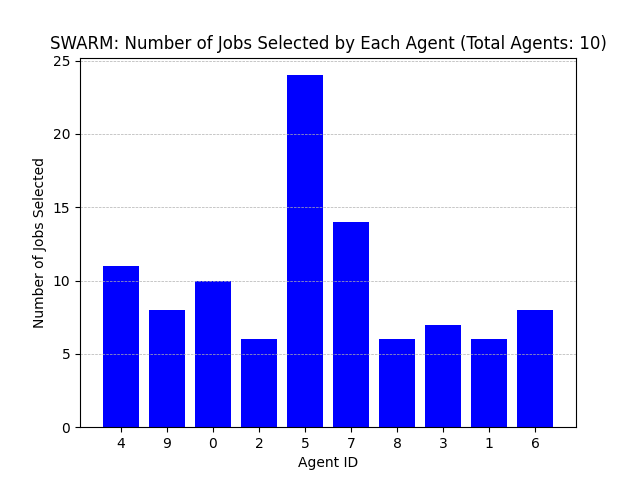 SWARM: Number of Jobs Selected by Each Agent (Total Agents: 10)
25
20
15
10
5
0
Number of Jobs Selected
4 9 0 2 5 7 8 3 1 6
Agent ID